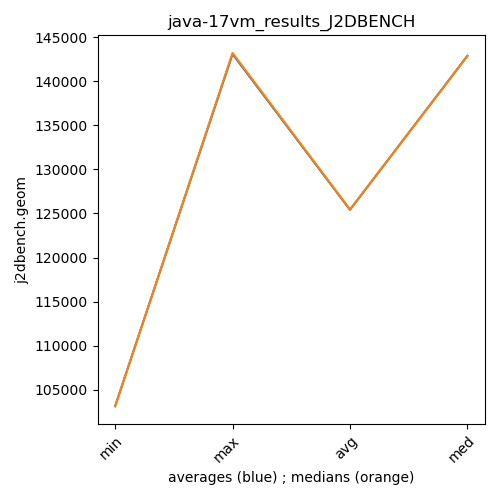 java-17vm_results_J2DBENCH
145000
140000
135000
130000
125000
120000
115000
110000
105000
j2dbench.geom
min
max
avg
med
averages (blue) ; medians (orange)